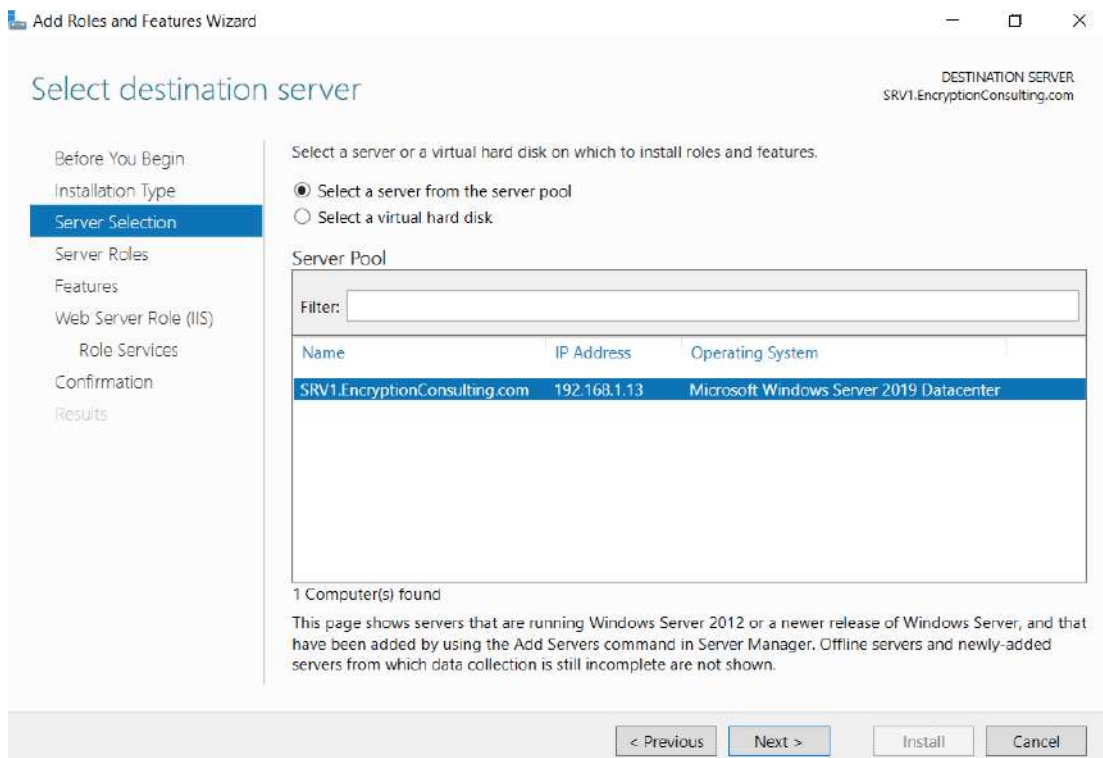 Add Roles and Features Wizard
Select destination server
DESTINATION SERVER
SRV1.EncryptionConsulting.com
Before You Begin
Installation Type
Server Selection
Server Roles
Features
Web Server Role (IIS)
Role Services
Confirmation
Results
Select a server or a virtual hard disk on which to install roles and features.
Select a server from the server pool
Select a virtual hard disk
Server Pool
Filter:
Name IP Address Operating System
SRV1.EncryptionConsulting.com 192.168.1.13 Microsoft Windows Server 2019 Datacenter
1 Computer(s) found
This page shows servers that are running Windows Server 2012 or a newer release of Windows Server, and that
have been added by using the Add Servers command in Server Manager. Offline servers and newly-added
servers from which data collection is still incomplete are not shown.
< Previous Next > Install Cancel